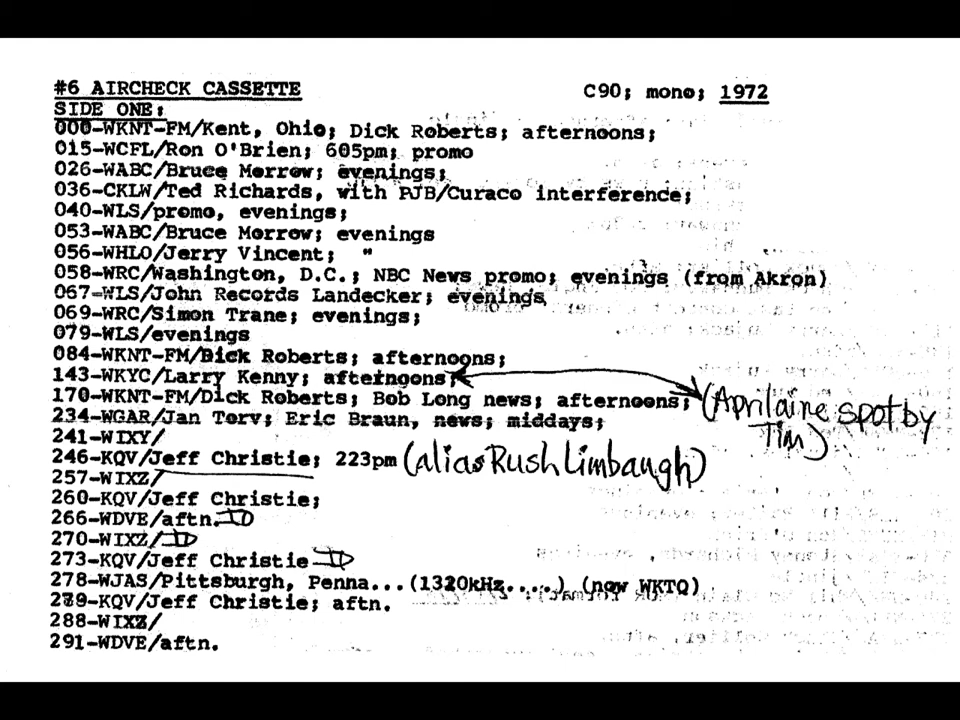 #6 AIRCHECK CASSETTE C90; mono; 1972
SIDE ONE;
000-WKNT-FM/Kent, Ohio; Dick Roberts; afternoons;
015-WCFL/Ron O'Brien; 605pm; promo
026-WABC/Bruce Morrow; evenings;
036-CKLW/Ted Richards, with PJB/Curaco interference;
040-WLS/promo, evenings;
053-WABC/Bruce Morrow; evenings
056-WHLO/Jerry Vincent; "
058-WRC/Washington, D.C.; NBC News promo; evenings (from Akron)
067-WLS/John Records Landecker; evenings
069-WRC/Simon Trane; evenings;
079-WLS/evenings
084-WKNT-FM/Dick Roberts; afternoons;
143-WKYC/Larry Kenny; afternoons;
170-WKNT-FM/Dick Roberts; Bob Long news; afternoons; (Aprilaine spot by Tim)
234-WGAR/Jan Torv; Eric Braun, news; middays;
241-WIXY/
246-KQV/Jeff Christie; 223pm (alias Rush Limbaugh)
257-WIXZ/
260-KQV/Jeff Christie;
266-WDVE/aftn. ID
270-WIXZ/ID
273-KQV/Jeff Christie ID
278-WJAS/Pittsburgh, Penna...(1320kHz.....) (now WKTQ)
279-KQV/Jeff Christie; aftn.
288-WIXZ/
291-WDVE/aftn.